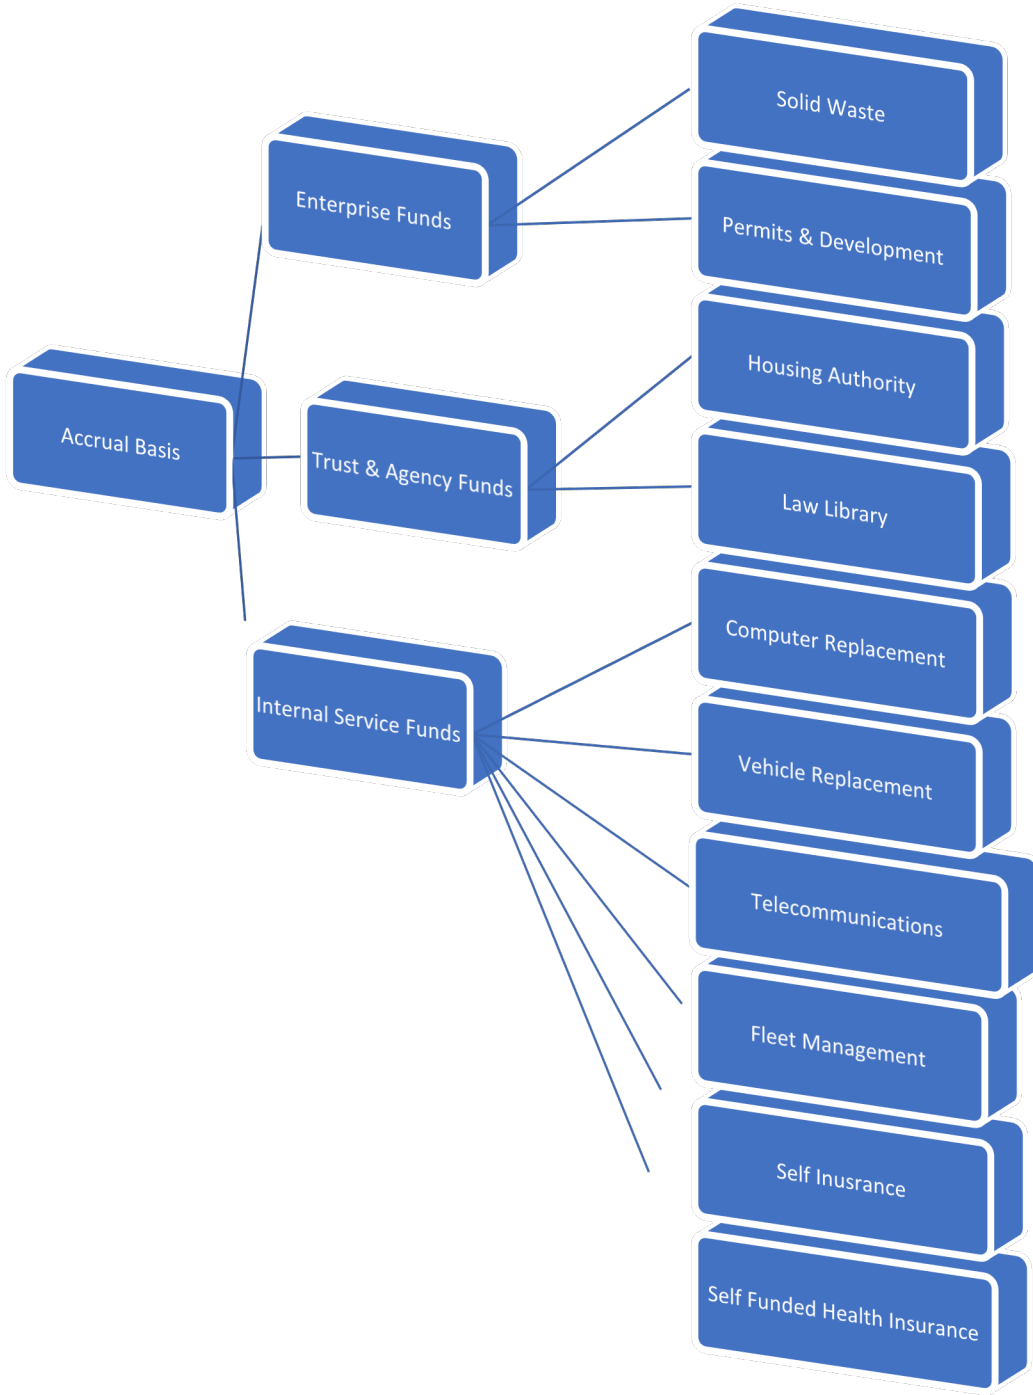 Accrual Basis
Enterprise Funds
Solid Waste
Permits & Development
Trust & Agency Funds
Housing Authority
Law Library
Internal Service Funds
Computer Replacement
Vehicle Replacement
Telecommunications
Fleet Management
Self Inusrance
Self Funded Health Insurance